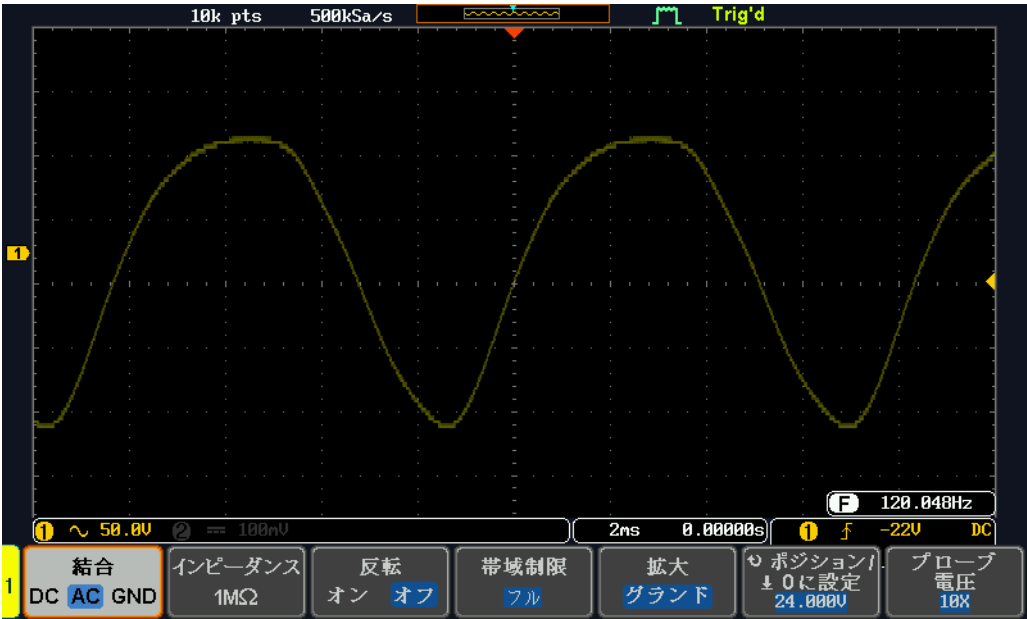 10k pts 500kSa/s Trig'd
1
F 120.048Hz
1 ∿ 50.0V 2 ⎓ 100mV 2ms 0.00000s 1 -22V DC
1
結合 インピーダンス 反転 帯域制限 拡大 ポジション/ プローブ
0に設定 電圧
DC AC GND 1MΩ オン オフ フル グランド 24.000V 10X